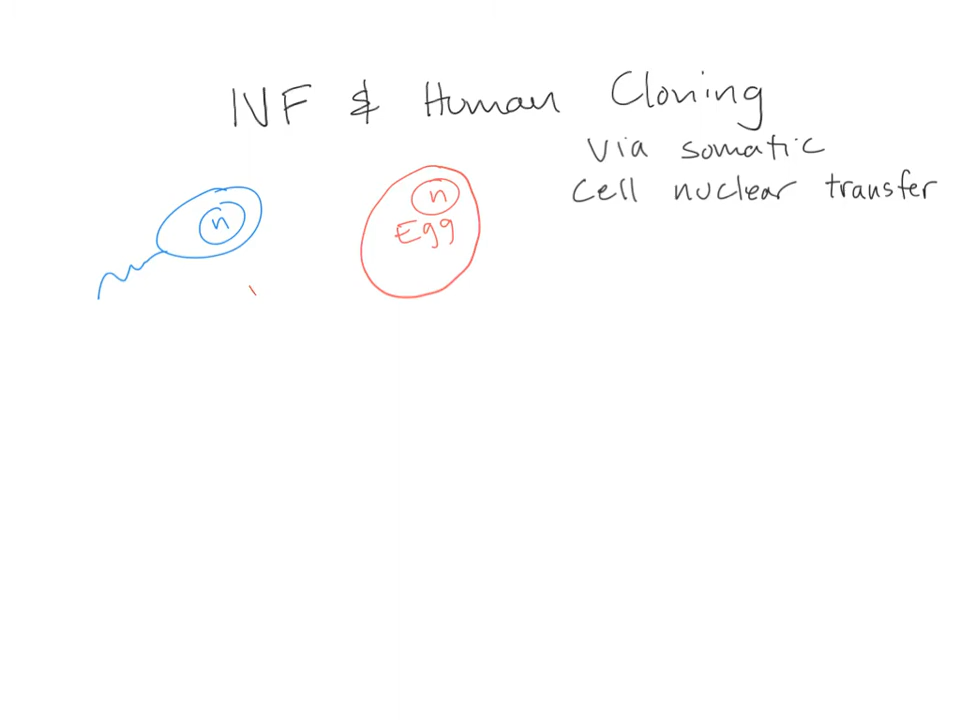 IVF & Human Cloning
via somatic
cell nuclear transfer
n
n
Egg